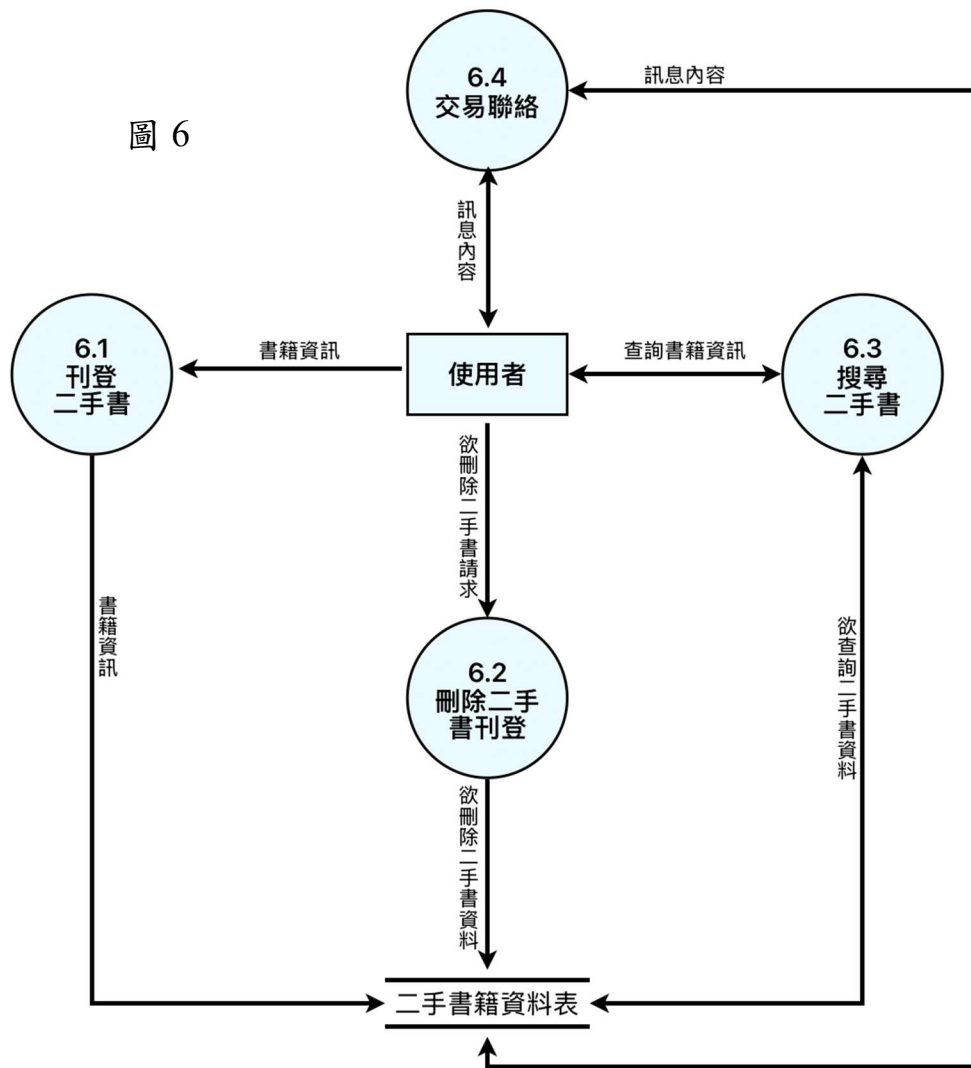 6.4
交易聯絡
訊息內容
圖 6
訊息內容
6.1
刊登
二手書
書籍資訊
使用者
查詢書籍資訊
6.3
搜尋
二手書
欲刪除二手書請求
書籍資訊
6.2
刪除二手
書刊登
欲查詢二手書資料
欲刪除二手書資料
二手書籍資料表